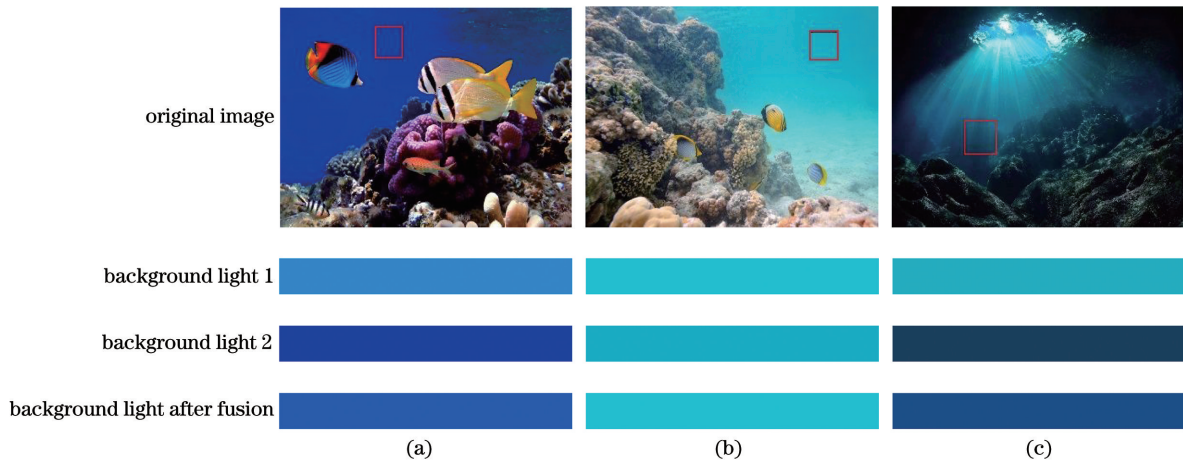 original image
background light 1
background light 2
background light after fusion
(a)
(b)
(c)